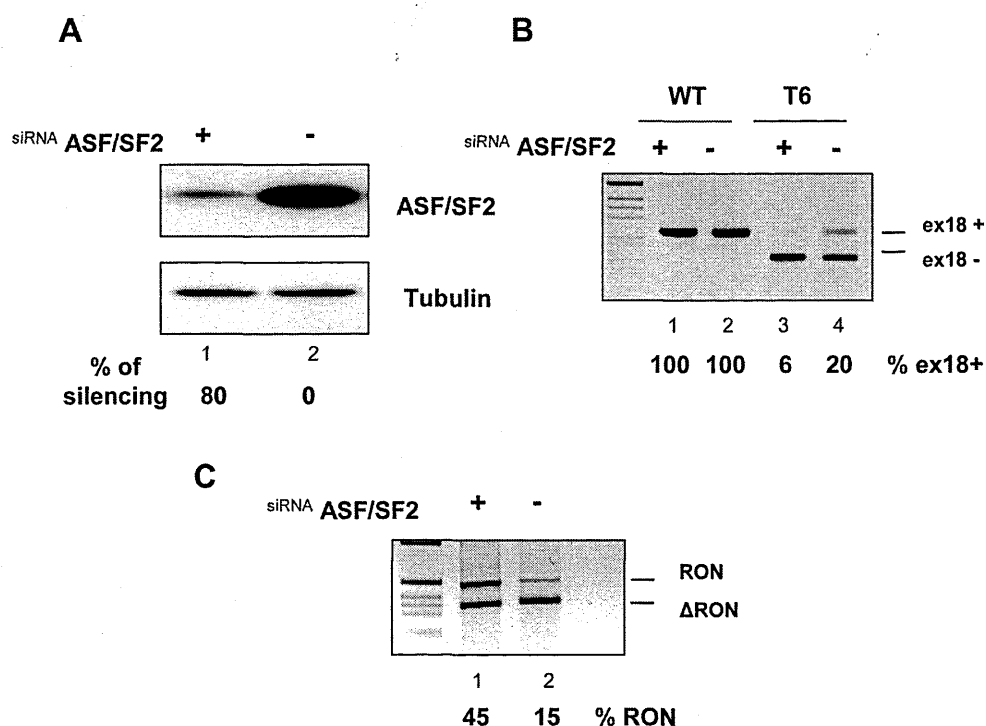 A
siRNA ASF/SF2 + -
ASF/SF2
Tubulin
1 2
% of
silencing 80 0
B
WT T6
siRNA ASF/SF2 + - + -
ex18 +
ex18 -
1 2 3 4
100 100 6 20 % ex18+
C
siRNA ASF/SF2 + -
RON
ΔRON
1 2
45 15 % RON